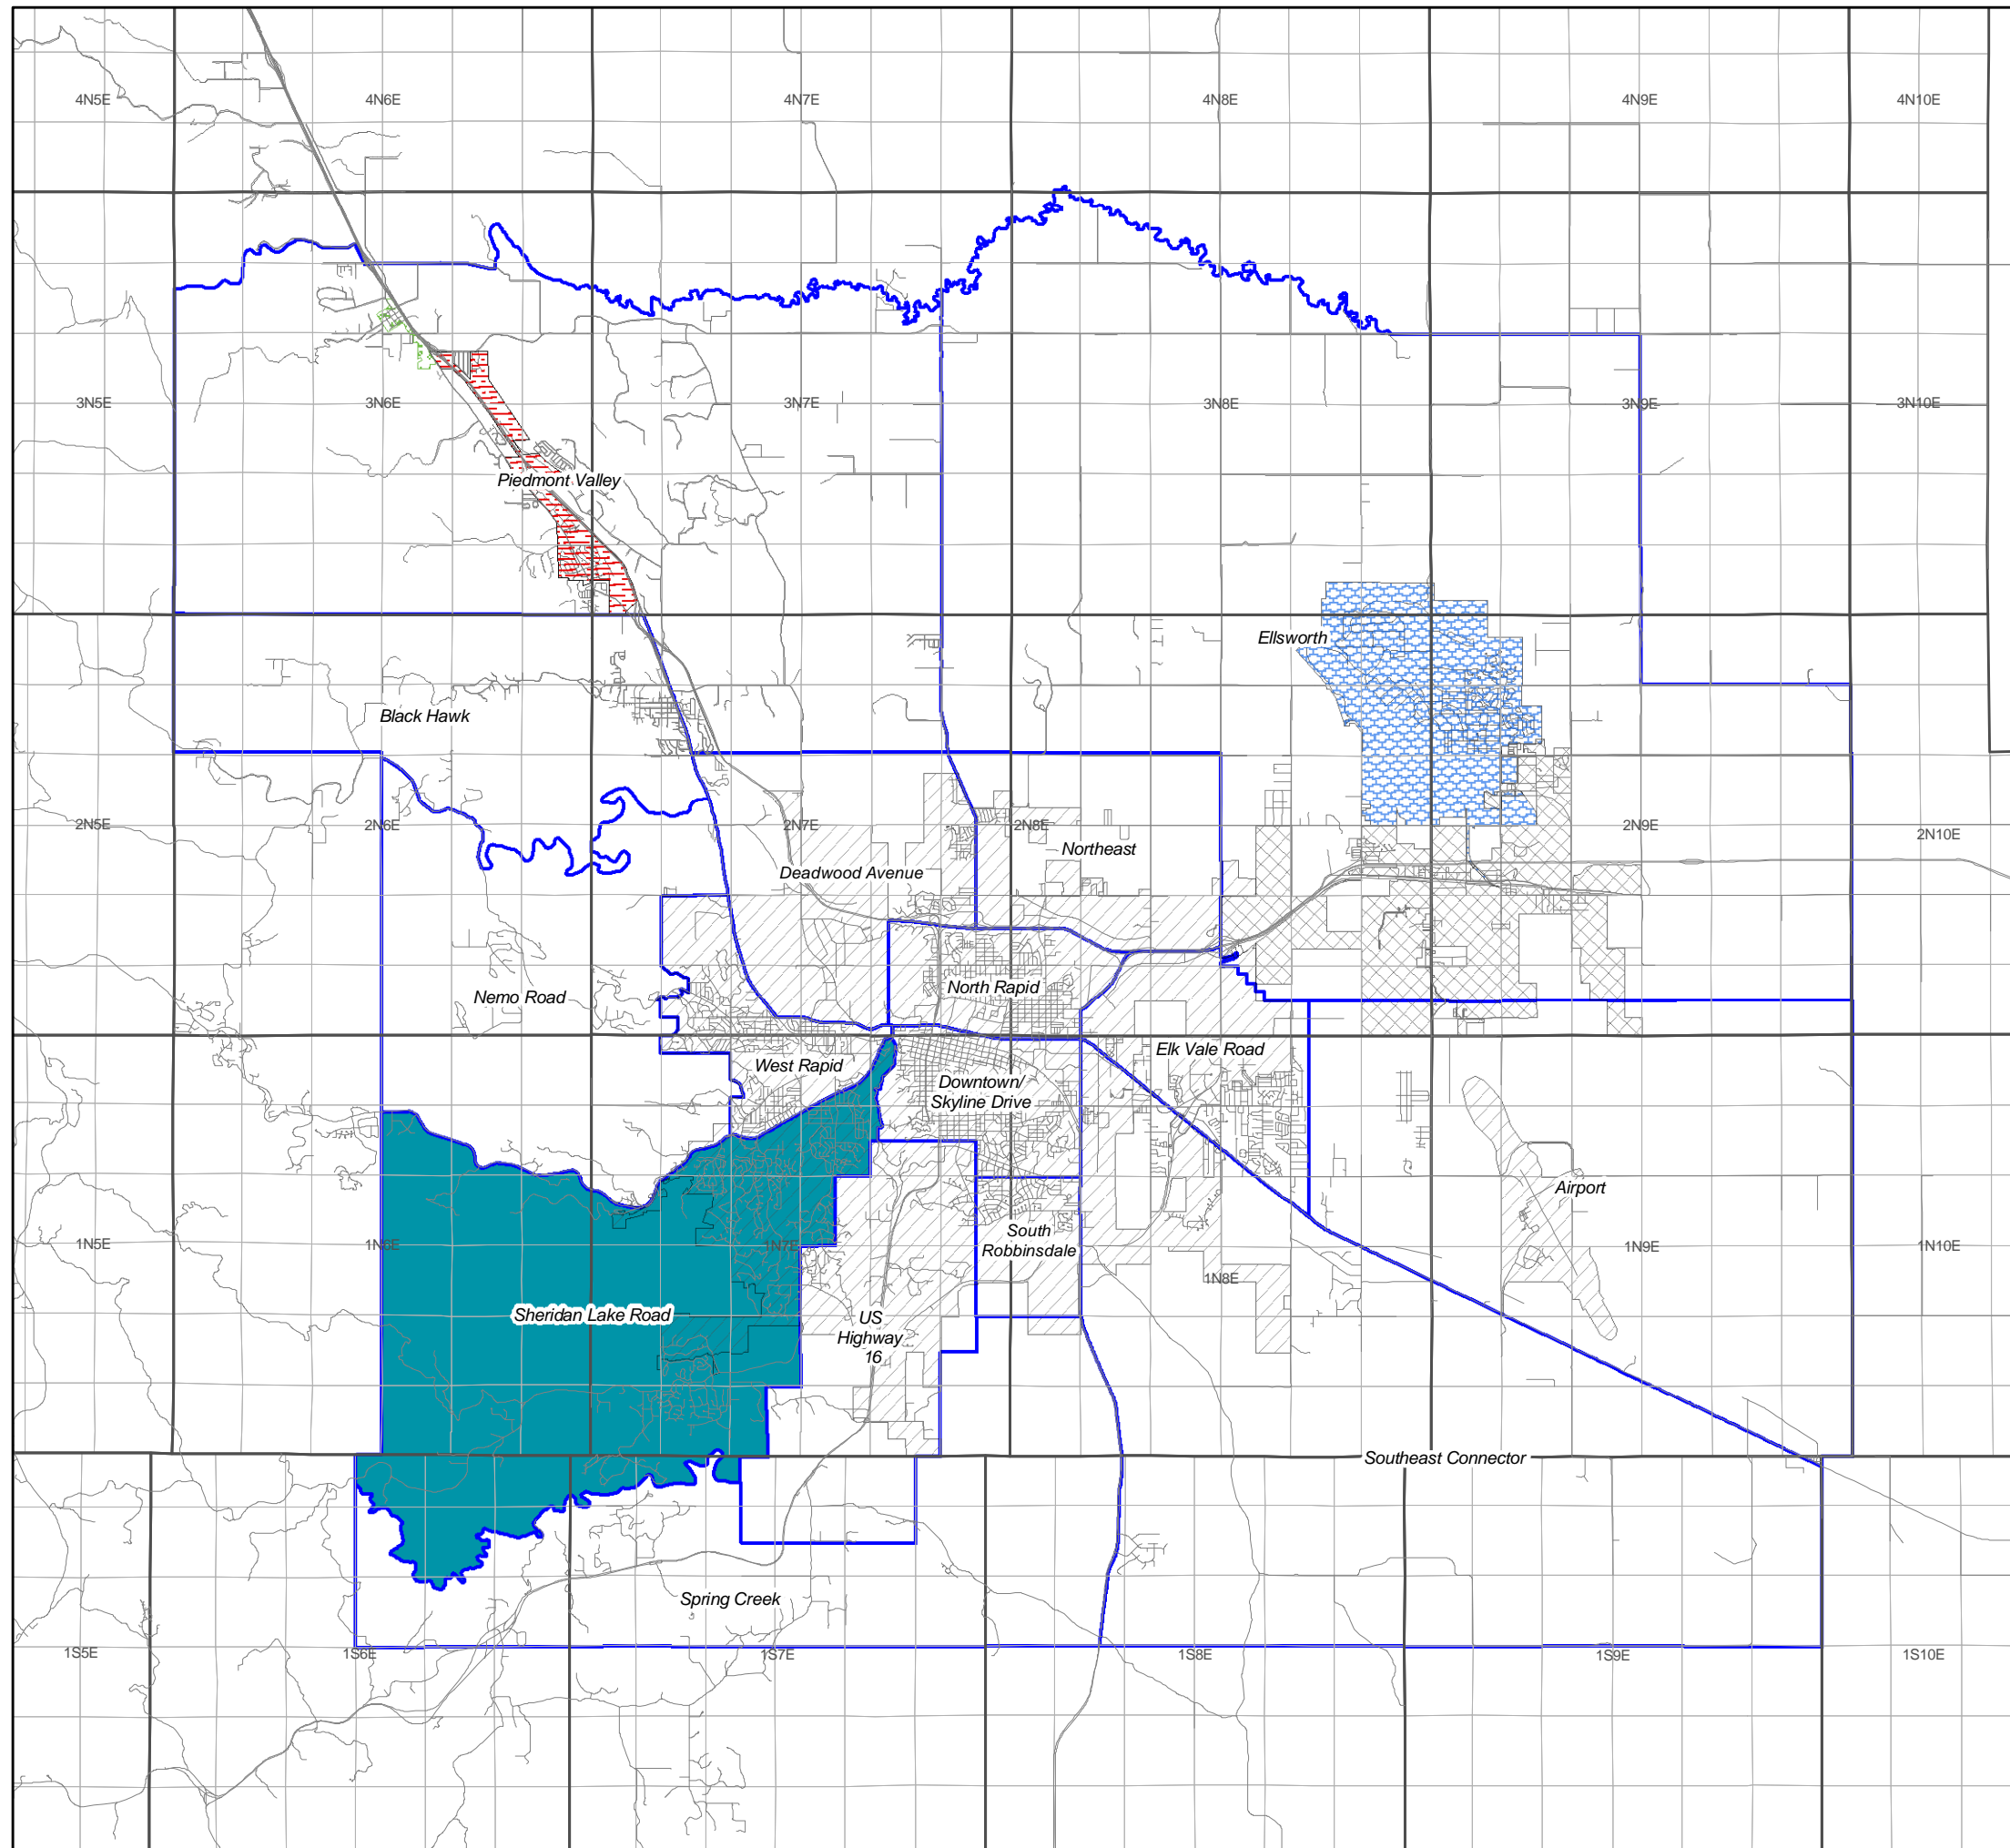 4N5E
4N6E
4N7E
4N8E
4N9E
4N10E
3N5E
3N6E
3N7E
3N8E
3N9E
3N10E
Piedmont Valley
Ellsworth
Black Hawk
2N5E
2N6E
2N7E
2N8E
2N9E
2N10E
Northeast
Deadwood Avenue
North Rapid
Nemo Road
Elk Vale Road
West Rapid
Downtown/
Skyline Drive
Airport
South
Robbinsdale
1N5E
1N6E
1N7E
1N8E
1N9E
1N10E
Sheridan Lake Road
US
Highway
16
Southeast Connector
Spring Creek
1S5E
1S6E
1S7E
1S8E
1S9E
1S10E